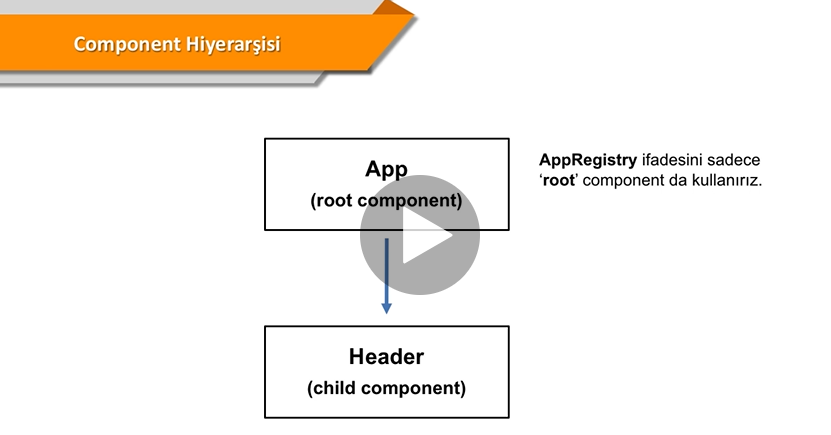 Component Hiyerarşisi
App
(root component)
AppRegistry ifadesini sadece
‘root’ component da kullanırız.
Header
(child component)